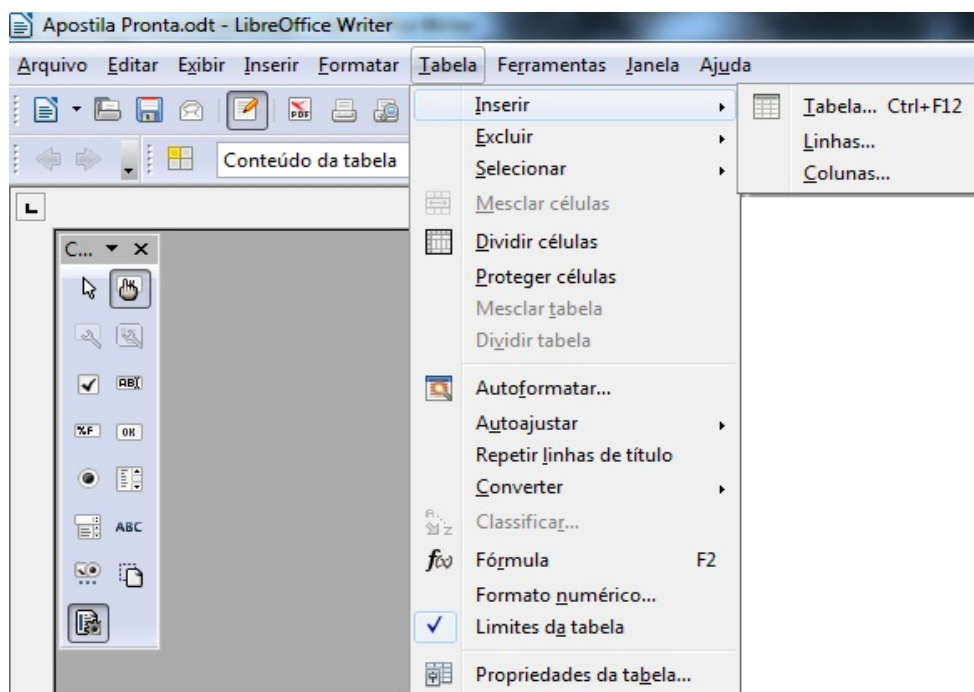 Apostila Pronta.odt - LibreOffice Writer
Arquivo Editar Exibir Inserir Formatar Tabela Ferramentas Janela Ajuda
PDF
Conteúdo da tabela
Inserir
Excluir
Selecionar
Mesclar células
Dividir células
Proteger células
Mesclar tabela
Dividir tabela
Autoformatar...
Autoajustar
Repetir linhas de título
Converter
Classificar...
Fórmula F2
Formato numérico...
Limites da tabela
Propriedades da tabela...
Tabela... Ctrl+F12
Linhas...
Colunas...
C...
ABI
%F OK
ABC
A
Z
f(x)